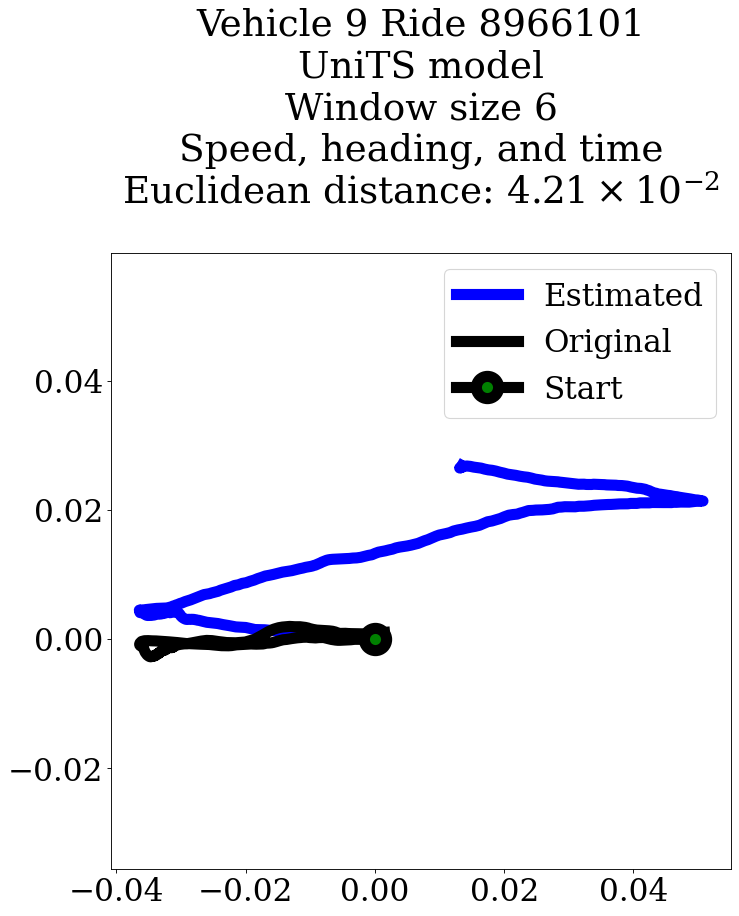 Vehicle 9 Ride 8966101
UniTS model
Window size 6
Speed, heading, and time
Euclidean distance: 4.21 × 10⁻²
Estimated
Original
Start
0.04
0.02
0.00
−0.02
−0.04
−0.02
0.00
0.02
0.04